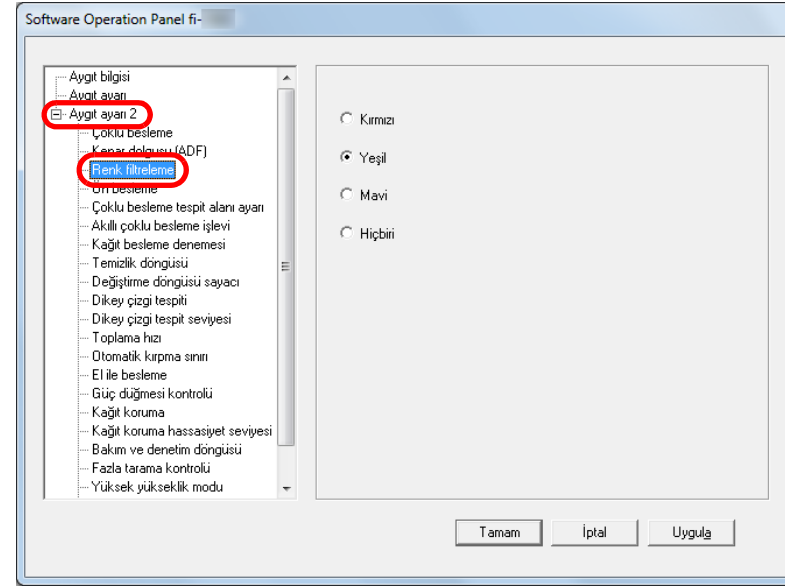 Software Operation Panel fi-
Aygıt bilgisi
Aygıt ayarı
Aygıt ayarı 2
Çoklu besleme
Kenar dolgusu (ADF)
Renk filtreleme
Ön besleme
Çoklu besleme tespit alanı ayarı
Akıllı çoklu besleme işlevi
Kağıt besleme denemesi
Temizlik döngüsü
Değiştirme döngüsü sayacı
Dikey çizgi tespiti
Dikey çizgi tespit seviyesi
Toplama hızı
Otomatik kırpma sınırı
El ile besleme
Güç düğmesi kontrolü
Kağıt koruma
Kağıt koruma hassasiyet seviyesi
Bakım ve denetim döngüsü
Fazla tarama kontrolü
Yüksek yükseklik modu
Kırmızı
Yeşil
Mavi
Hiçbiri
Tamam
İptal
Uygula